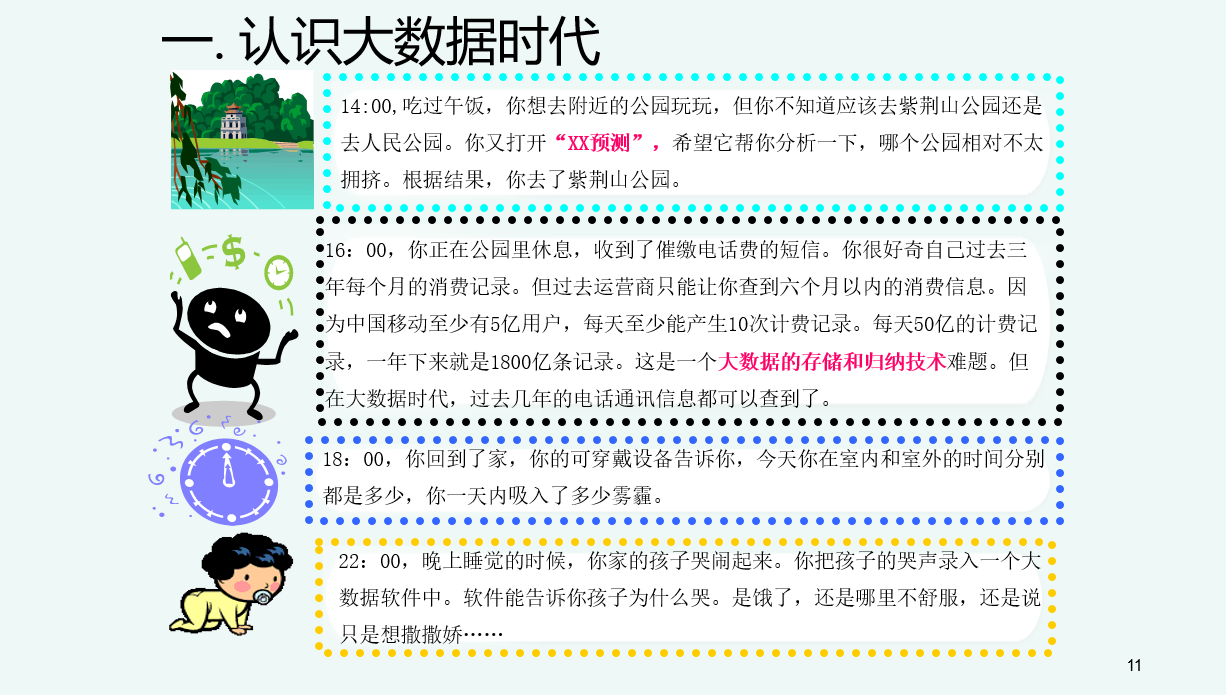 一.认识大数据时代
14:00,吃过午饭，你想去附近的公园玩玩，但你不知道应该去紫荆山公园还是
去人民公园。你又打开“XX预测”，希望它帮你分析一下，哪个公园相对不太
拥挤。根据结果，你去了紫荆山公园。
16：00，你正在公园里休息，收到了催缴电话费的短信。你很好奇自己过去三
年每个月的消费记录。但过去运营商只能让你查到六个月以内的消费信息。因
为中国移动至少有5亿用户，每天至少能产生10次计费记录。每天50亿的计费记
录，一年下来就是1800亿条记录。这是一个大数据的存储和归纳技术难题。但
在大数据时代，过去几年的电话通讯信息都可以查到了。
18：00，你回到了家，你的可穿戴设备告诉你，今天你在室内和室外的时间分别
都是多少，你一天内吸入了多少雾霾。
22：00，晚上睡觉的时候，你家的孩子哭闹起来。你把孩子的哭声录入一个大
数据软件中。软件能告诉你孩子为什么哭。是饿了，还是哪里不舒服，还是说
只是想撒撒娇……
11